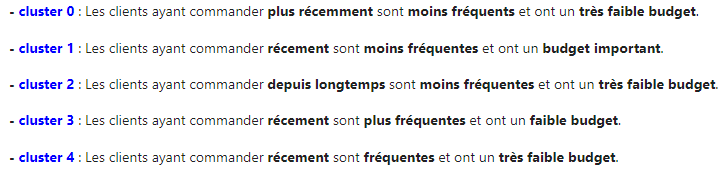 - cluster 0 : Les clients ayant commander plus récemment sont moins fréquents et ont un très faible budget.
- cluster 1 : Les clients ayant commander récement sont moins fréquentes et ont un budget important.
- cluster 2 : Les clients ayant commander depuis longtemps sont moins fréquentes et ont un très faible budget.
- cluster 3 : Les clients ayant commander récement sont plus fréquentes et ont un faible budget.
- cluster 4 : Les clients ayant commander récement sont fréquentes et ont un très faible budget.